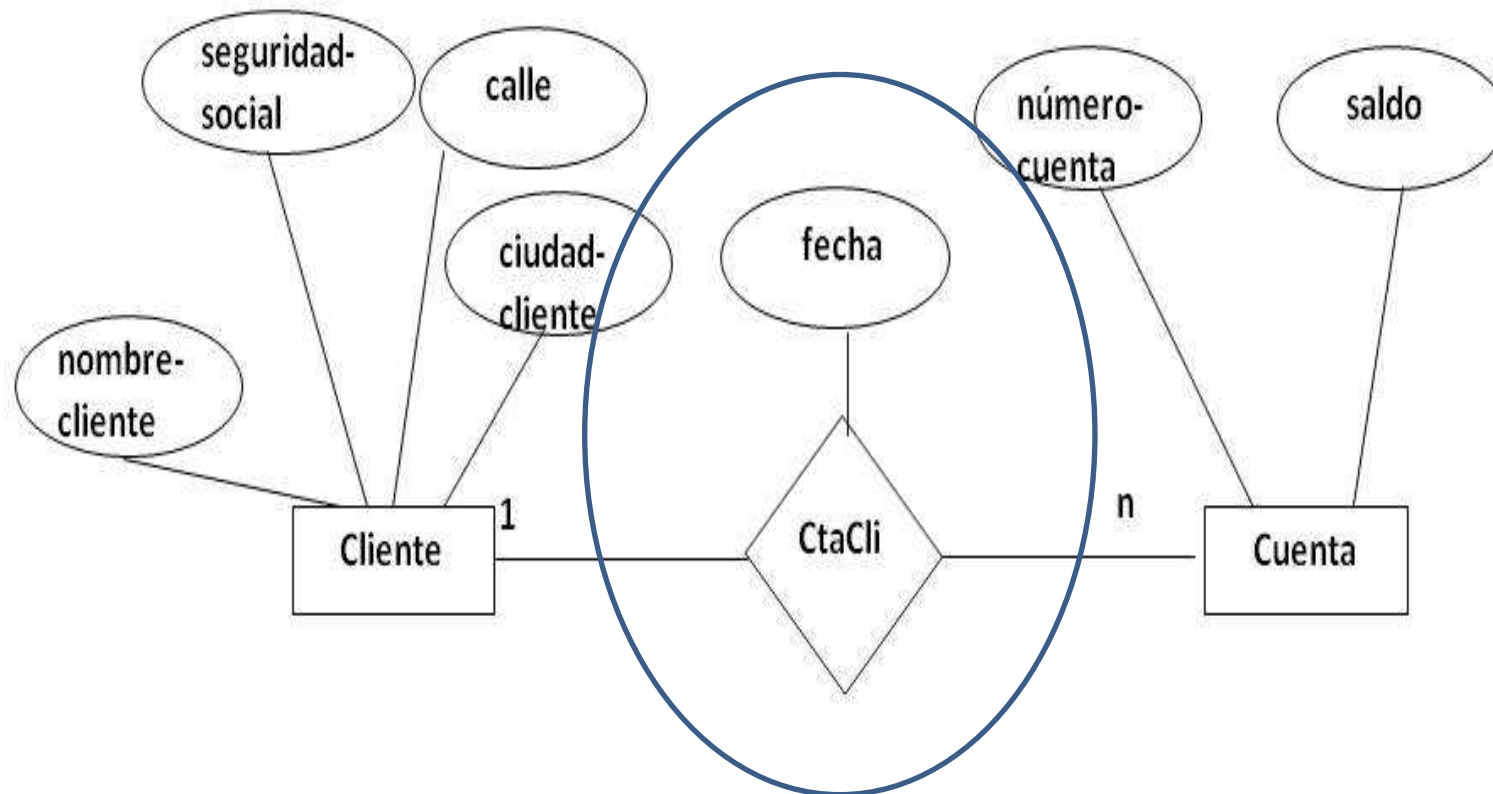 seguridad-
social
calle
número-
cuenta
saldo
ciudad-
cliente
fecha
nombre-
cliente
1
n
Cliente
CtaCli
Cuenta